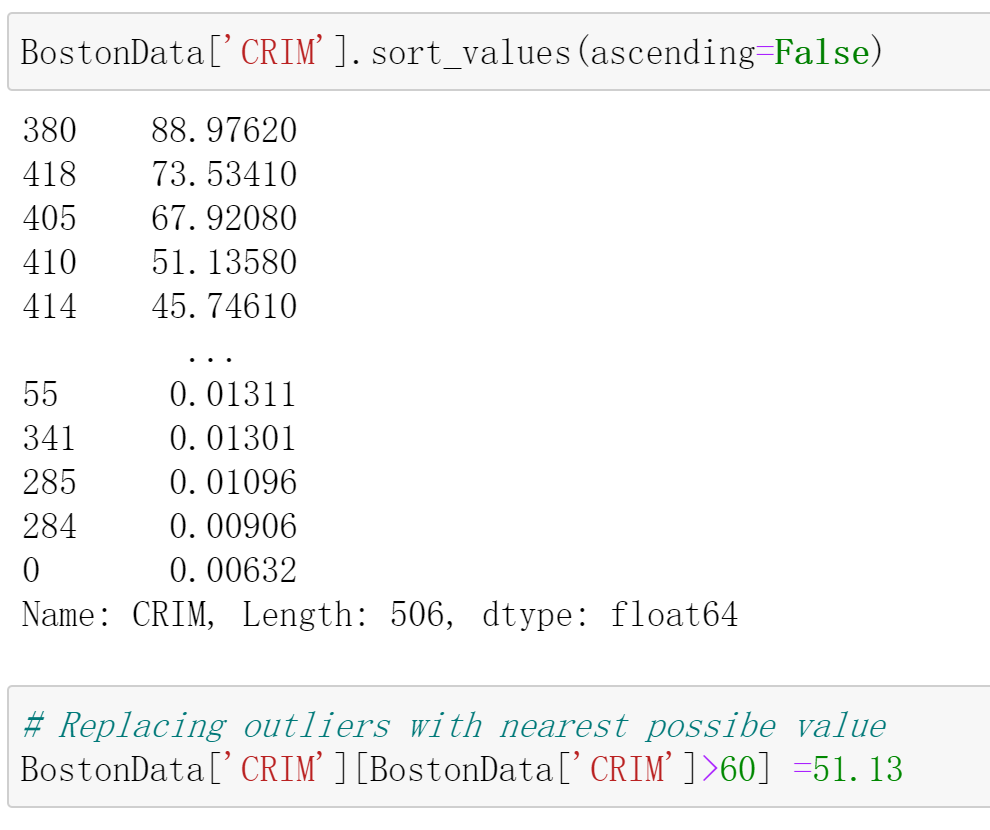 BostonData['CRIM'].sort_values(ascending=False)
380 88.97620
418 73.53410
405 67.92080
410 51.13580
414 45.74610
...
55 0.01311
341 0.01301
285 0.01096
284 0.00906
0 0.00632
Name: CRIM, Length: 506, dtype: float64
# Replacing outliers with nearest possibe value
BostonData['CRIM'][BostonData['CRIM']>60] =51.13